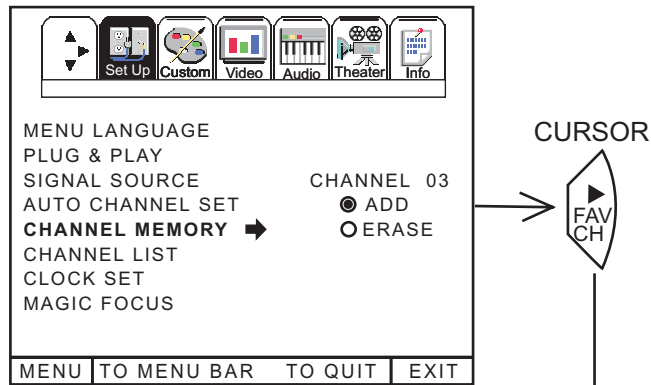 Set Up Custom Video Audio Theater Info
MENU LANGUAGE
PLUG & PLAY
SIGNAL SOURCE CHANNEL 03
AUTO CHANNEL SET ADD
CHANNEL MEMORY ERASE
CHANNEL LIST
CLOCK SET
MAGIC FOCUS
MENU TO MENU BAR TO QUIT EXIT
CURSOR
FAV
CH